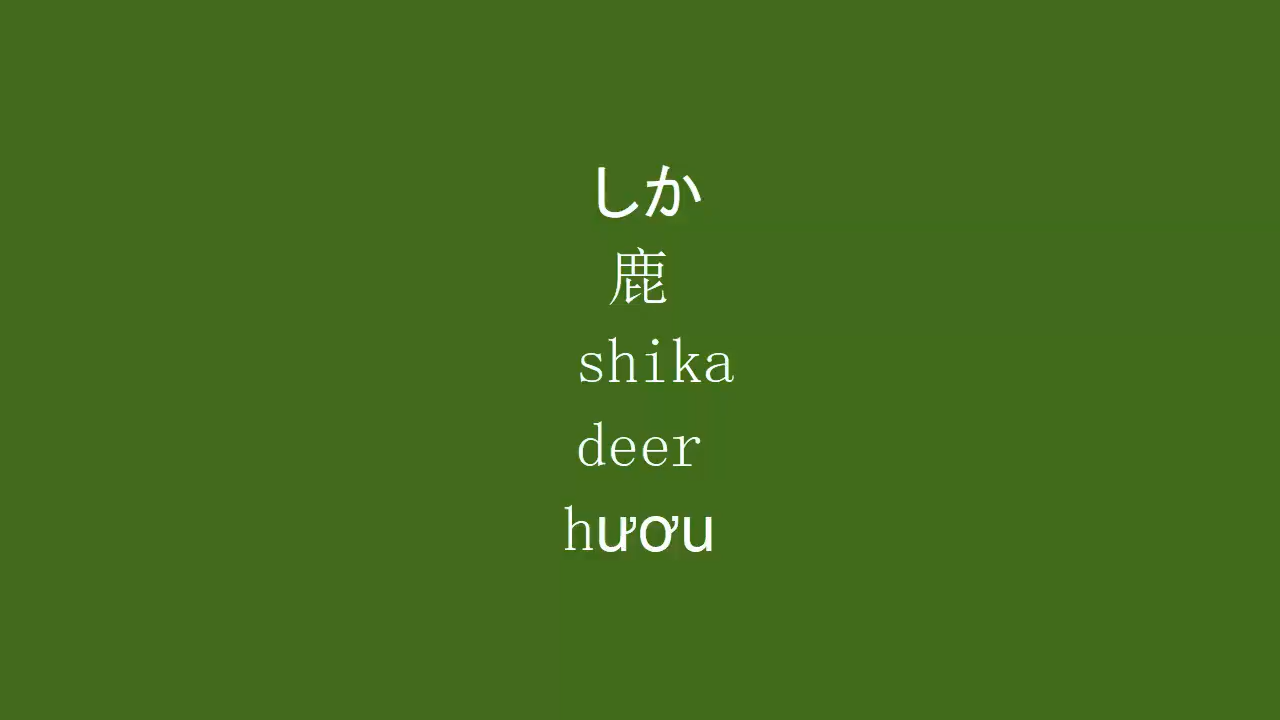 しか
鹿
shika
deer
hươu